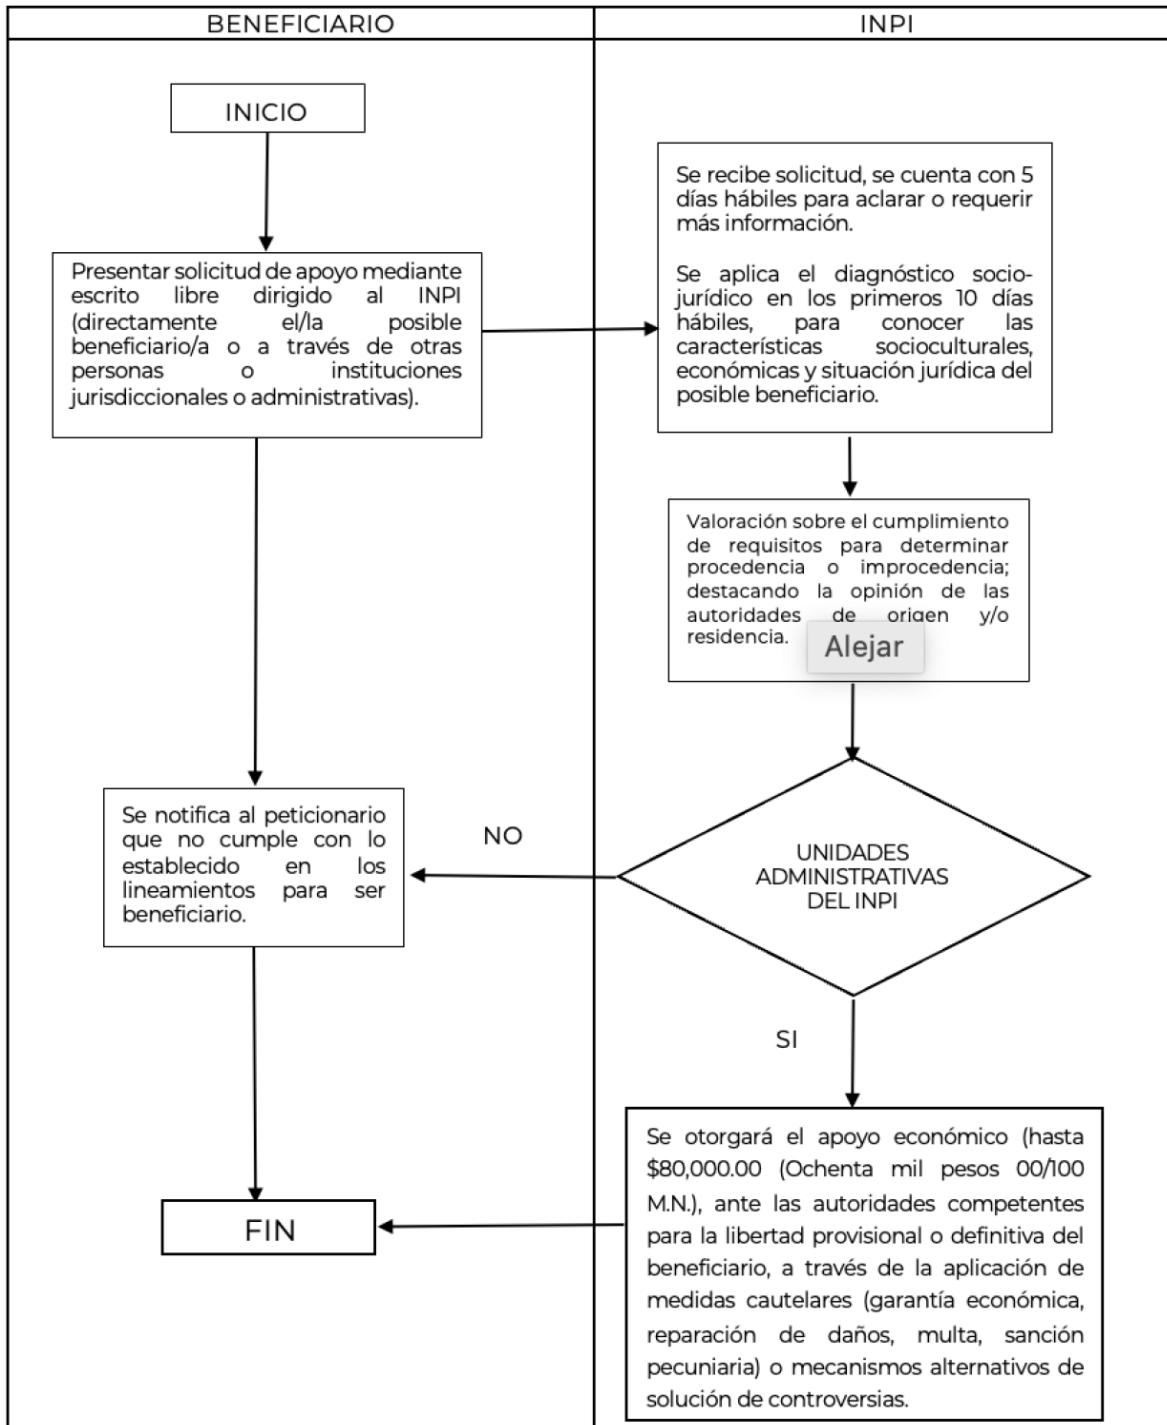 BENEFICIARIO
INPI
INICIO
Presentar solicitud de apoyo mediante
escrito libre dirigido al INPI
(directamente el/la posible
beneficiario/a o a través de otras
personas o instituciones
jurisdiccionales o administrativas).
Se recibe solicitud, se cuenta con 5
días hábiles para aclarar o requerir
más información.
Se aplica el diagnóstico socio-
jurídico en los primeros 10 días
hábiles, para conocer las
características socioculturales,
económicas y situación jurídica del
posible beneficiario.
Valoración sobre el cumplimiento
de requisitos para determinar
procedencia o improcedencia;
destacando la opinión de las
autoridades de origen y/o
residencia.
Alejar
UNIDADES
ADMINISTRATIVAS
DEL INPI
NO
Se notifica al peticionario
que no cumple con lo
establecido en los
lineamientos para ser
beneficiario.
SI
Se otorgará el apoyo económico (hasta
$80,000.00 (Ochenta mil pesos 00/100
M.N.), ante las autoridades competentes
para la libertad provisional o definitiva del
beneficiario, a través de la aplicación de
medidas cautelares (garantía económica,
reparación de daños, multa, sanción
pecuniaria) o mecanismos alternativos de
solución de controversias.
FIN